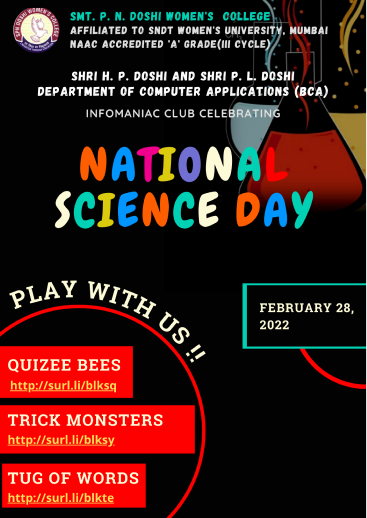 SMT. P. N. DOSHI WOMEN'S COLLEGE
AFFILIATED TO SNDT WOMEN'S UNIVERSITY, MUMBAI
NAAC ACCREDITED 'A' GRADE(III CYCLE)
SHRI H. P. DOSHI AND SHRI P. L. DOSHI
DEPARTMENT OF COMPUTER APPLICATIONS (BCA)
INFOMANIAC CLUB CELEBRATING
NATIONAL
SCIENCE DAY
PLAY WITH US !!
FEBRUARY 28,
2022
QUIZEE BEES
http://surl.li/blksq
TRICK MONSTERS
http://surl.li/blksy
TUG OF WORDS
http://surl.li/blkte